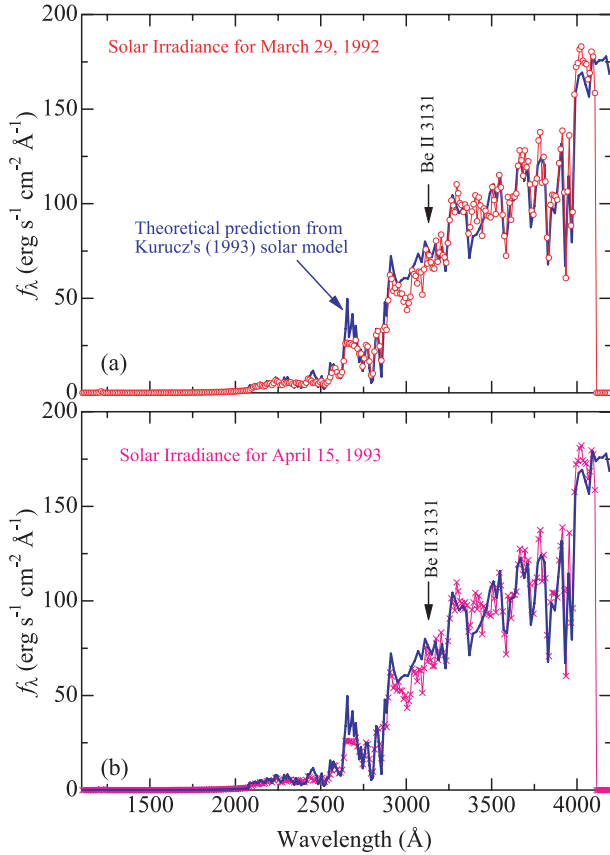 200
Solar Irradiance for March 29, 1992
150
Be II 3131
100
Theoretical prediction from
Kurucz's (1993) solar model
50
(a)
0
fλ (erg s⁻¹ cm⁻² Å⁻¹)
200
Solar Irradiance for April 15, 1993
150
Be II 3131
100
50
(b)
0
fλ (erg s⁻¹ cm⁻² Å⁻¹)
1500 2000 2500 3000 3500 4000
Wavelength (Å)